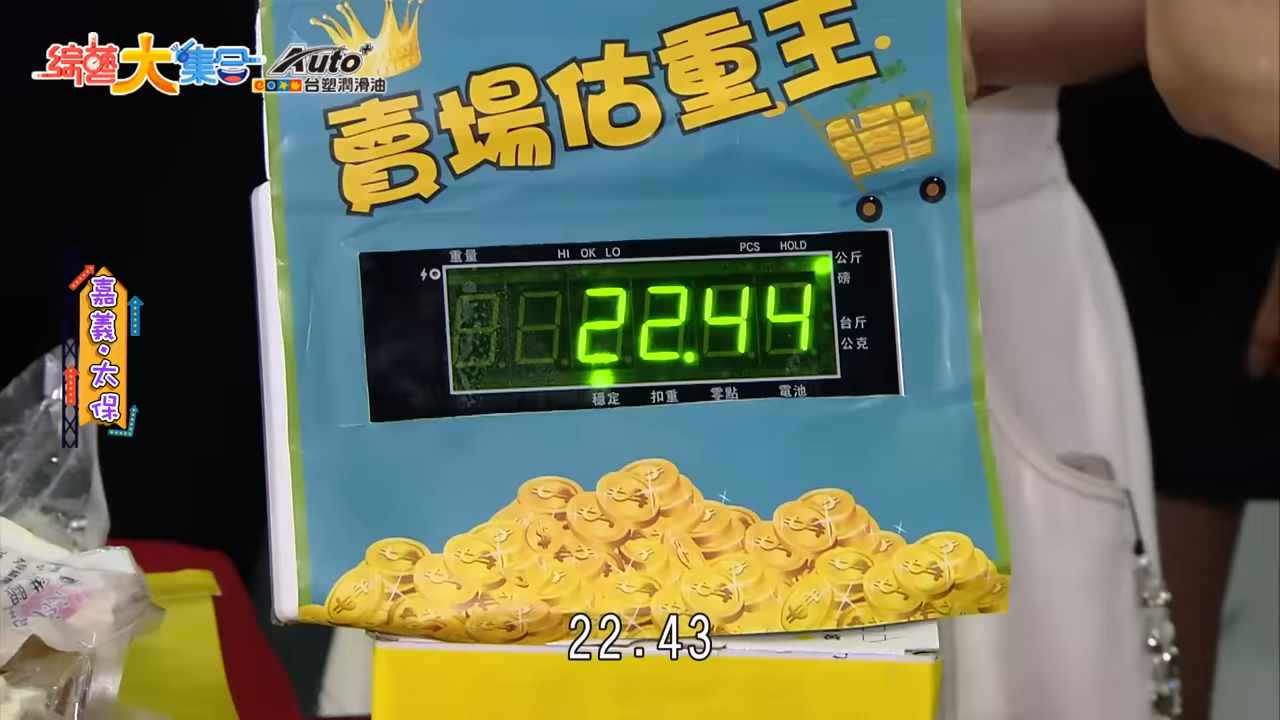 綜藝大集合
Auto+
台塑潤滑油
賣場估重王
嘉義·太保
重量 HI OK LO PCS HOLD
公斤
磅
台斤
公克
22.44
穩定 扣重 零點 電池
22.43